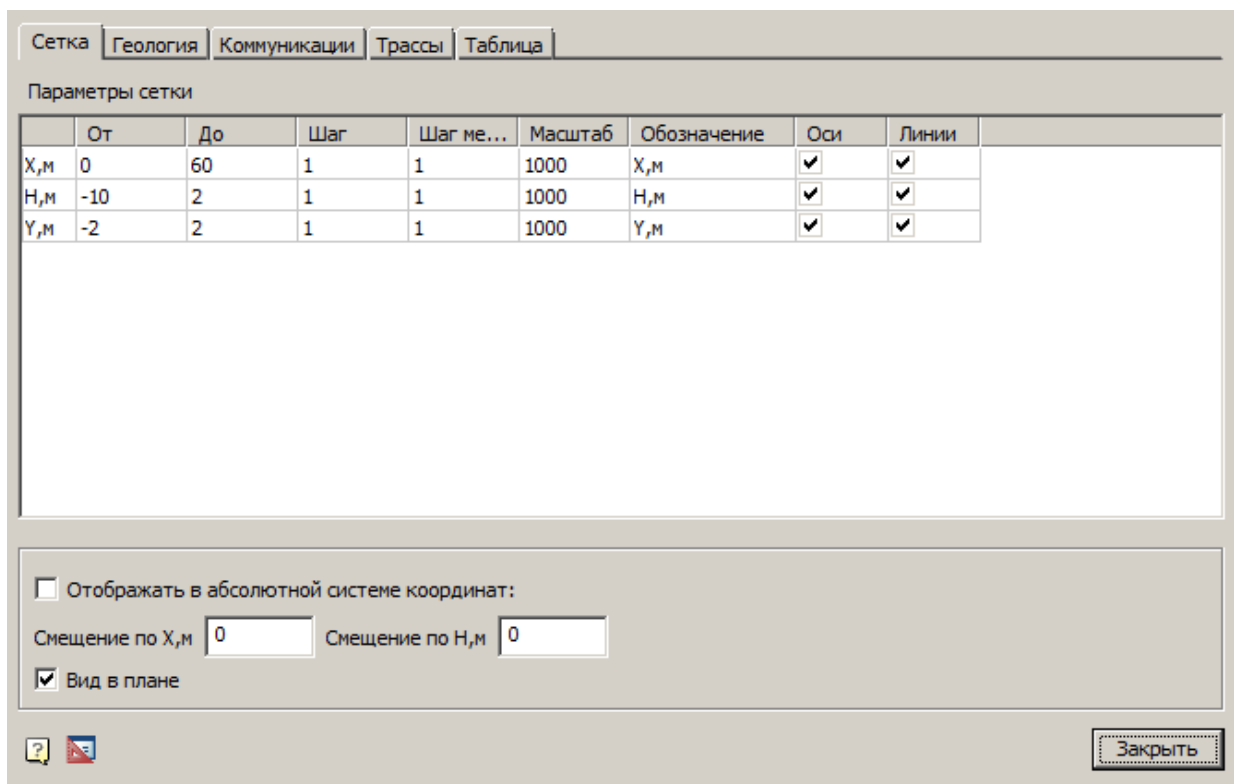 Сетка Геология Коммуникации Трассы Таблица
Параметры сетки
От До Шаг Шаг ме... Масштаб Обозначение Оси Линии
X,м 0 60 1 1 1000 X,м
H,м -10 2 1 1 1000 H,м
Y,м -2 2 1 1 1000 Y,м
Отображать в абсолютной системе координат:
Смещение по X,м 0 Смещение по H,м 0
Вид в плане
? Закрыть